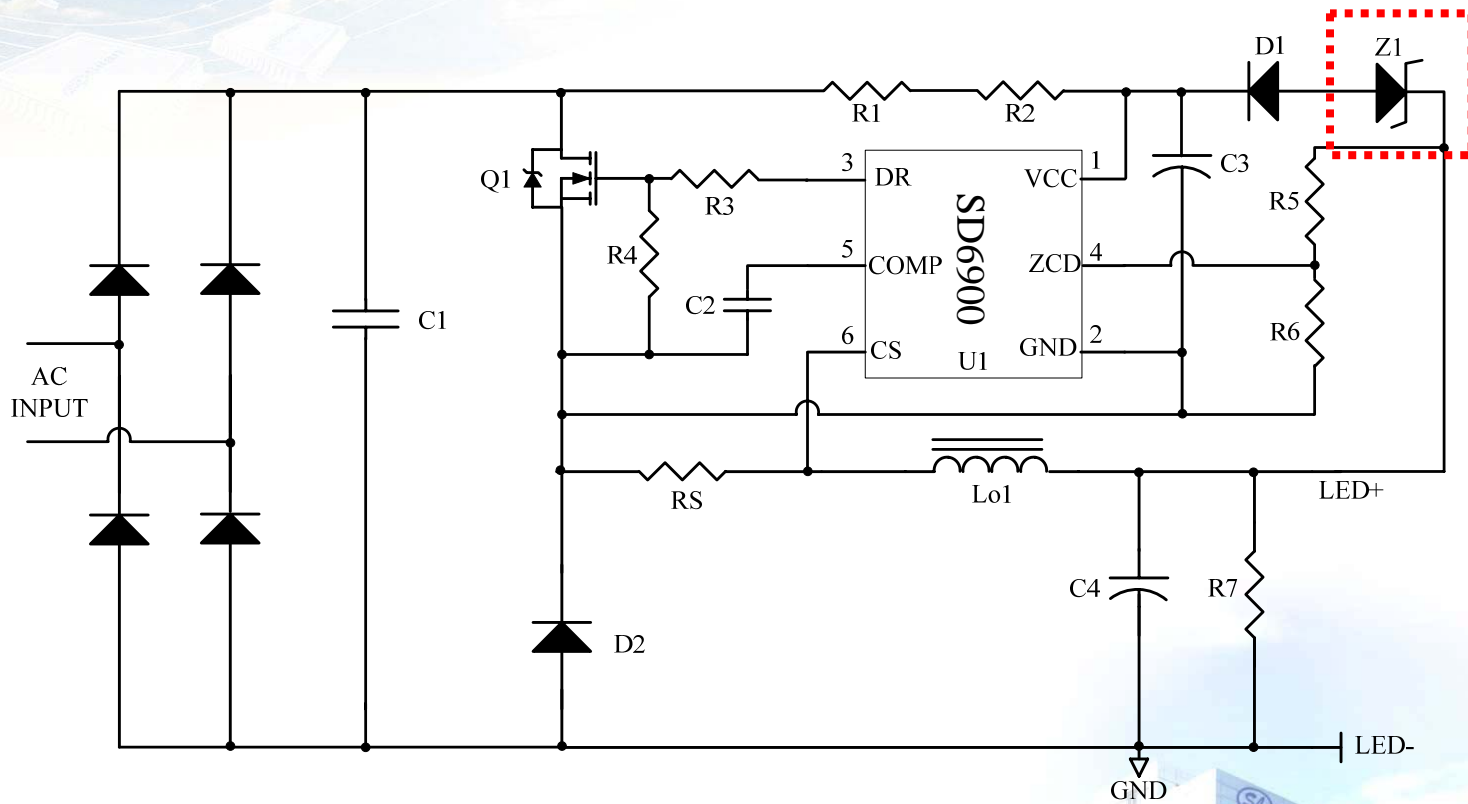 D1
Z1
R1
R2
Q1
3
DR
1
VCC
C3
R3
R5
R4
5
COMP
SD6900
ZCD
4
C2
C1
6
CS
GND
2
R6
U1
AC
INPUT
RS
Lo1
LED+
C4
R7
D2
LED-
GND